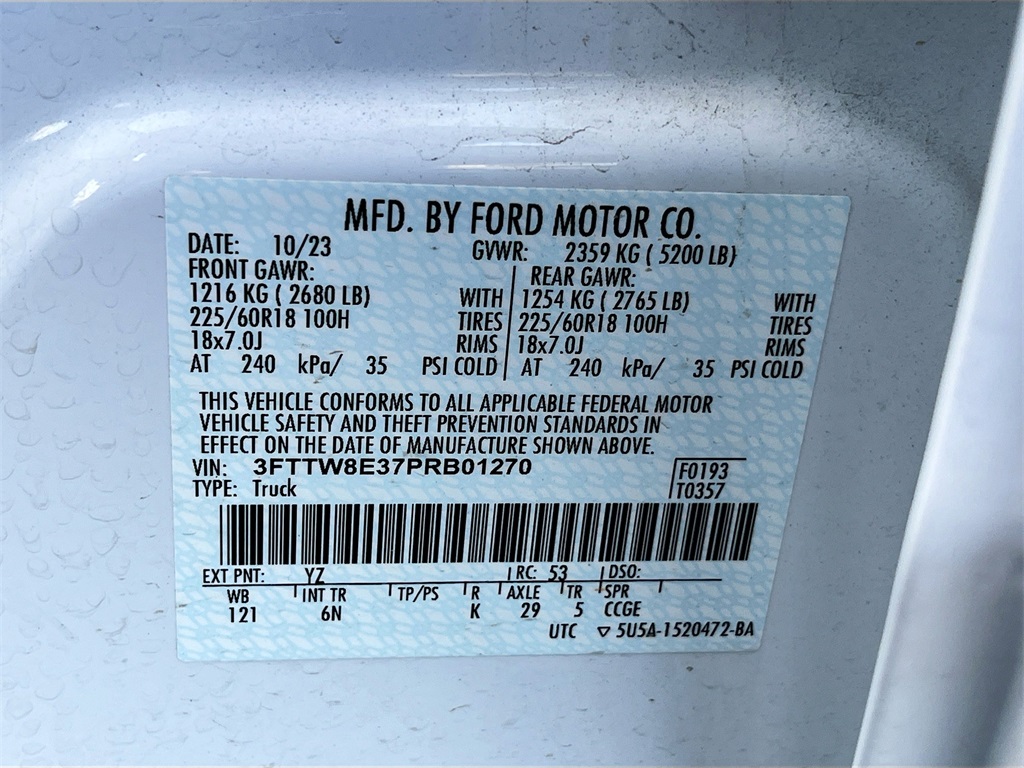 MFD. BY FORD MOTOR CO.
DATE: 10/23 GVWR: 2359 KG ( 5200 LB)
FRONT GAWR: REAR GAWR:
1216 KG ( 2680 LB) WITH 1254 KG ( 2765 LB) WITH
225/60R18 100H TIRES 225/60R18 100H TIRES
18x7.0J RIMS 18x7.0J RIMS
AT 240 kPa/ 35 PSI COLD AT 240 kPa/ 35 PSI COLD
THIS VEHICLE CONFORMS TO ALL APPLICABLE FEDERAL MOTOR
VEHICLE SAFETY AND THEFT PREVENTION STANDARDS IN
EFFECT ON THE DATE OF MANUFACTURE SHOWN ABOVE.
VIN: 3FTTW8E37PRB01270 F0193
TYPE: Truck T0357
EXT PNT: YZ RC: 53 DSO:
WB INT TR TP/PS R AXLE TR SPR
121 6N K 29 5 CCGE
UTC ▽ 5U5A-1520472-BA